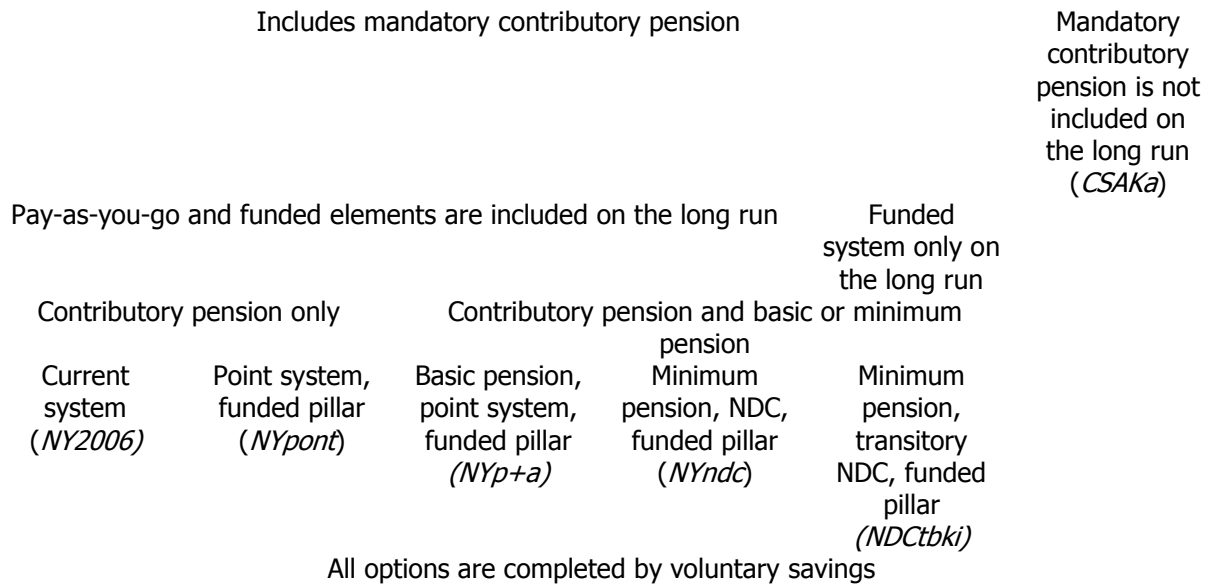 Includes mandatory contributory pension
Mandatory
contributory
pension is not
included on
the long run
(CSAKa)
Pay-as-you-go and funded elements are included on the long run
Funded
system only on
the long run
Contributory pension only
Contributory pension and basic or minimum
pension
Current
system
(NY2006)
Point system,
funded pillar
(NYpont)
Basic pension,
point system,
funded pillar
(NYp+a)
Minimum
pension, NDC,
funded pillar
(NYndc)
Minimum
pension,
transitory
NDC, funded
pillar
(NDCtbki)
All options are completed by voluntary savings